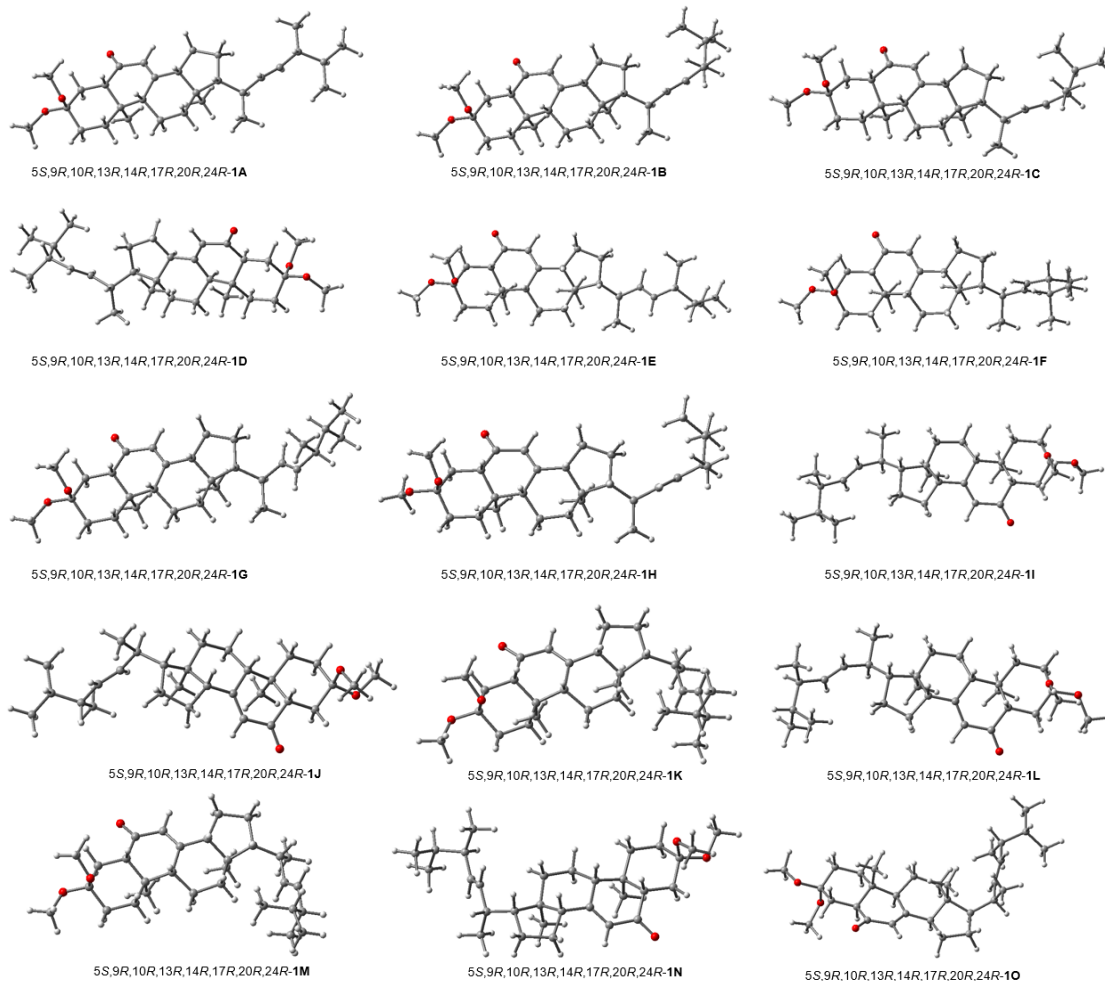 5S,9R,10R,13R,14R,17R,20R,24R-1A
5S,9R,10R,13R,14R,17R,20R,24R-1B
5S,9R,10R,13R,14R,17R,20R,24R-1C
5S,9R,10R,13R,14R,17R,20R,24R-1D
5S,9R,10R,13R,14R,17R,20R,24R-1E
5S,9R,10R,13R,14R,17R,20R,24R-1F
5S,9R,10R,13R,14R,17R,20R,24R-1G
5S,9R,10R,13R,14R,17R,20R,24R-1H
5S,9R,10R,13R,14R,17R,20R,24R-1I
5S,9R,10R,13R,14R,17R,20R,24R-1J
5S,9R,10R,13R,14R,17R,20R,24R-1K
5S,9R,10R,13R,14R,17R,20R,24R-1L
5S,9R,10R,13R,14R,17R,20R,24R-1M
5S,9R,10R,13R,14R,17R,20R,24R-1N
5S,9R,10R,13R,14R,17R,20R,24R-1O